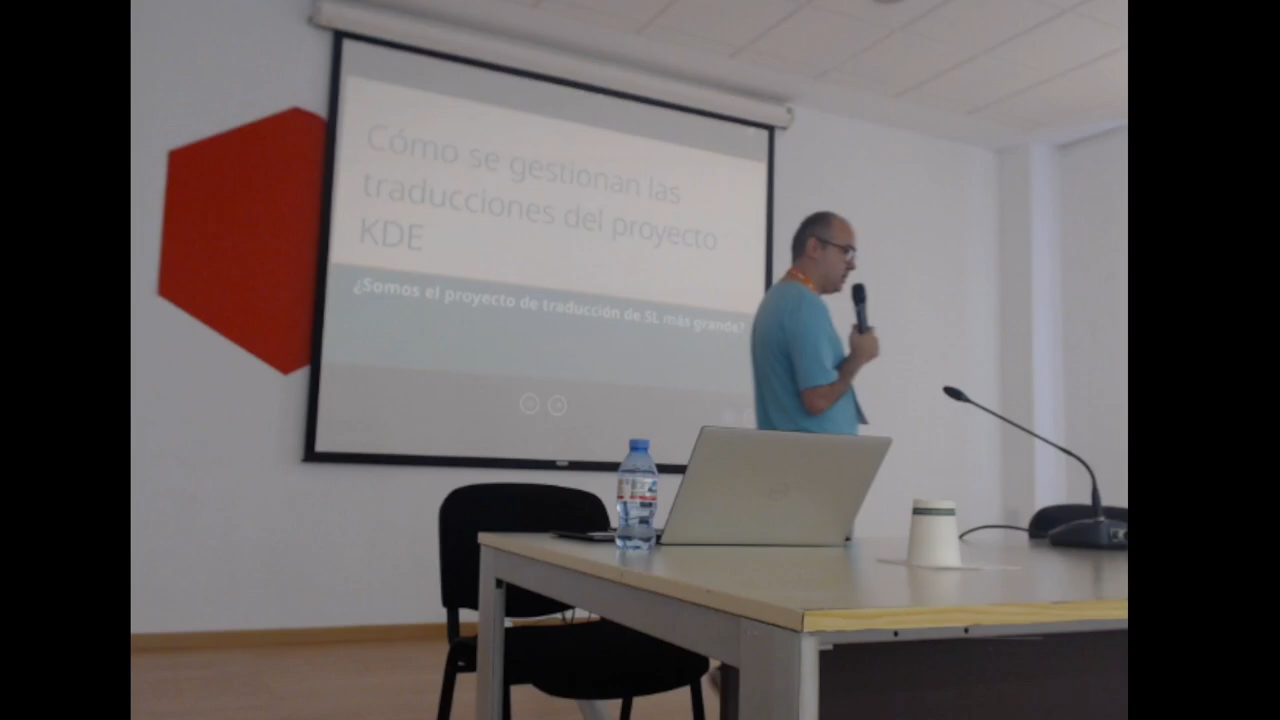 Cómo se gestionan las
traducciones del proyecto
KDE
¿Somos el proyecto de traducción de SL más grande?